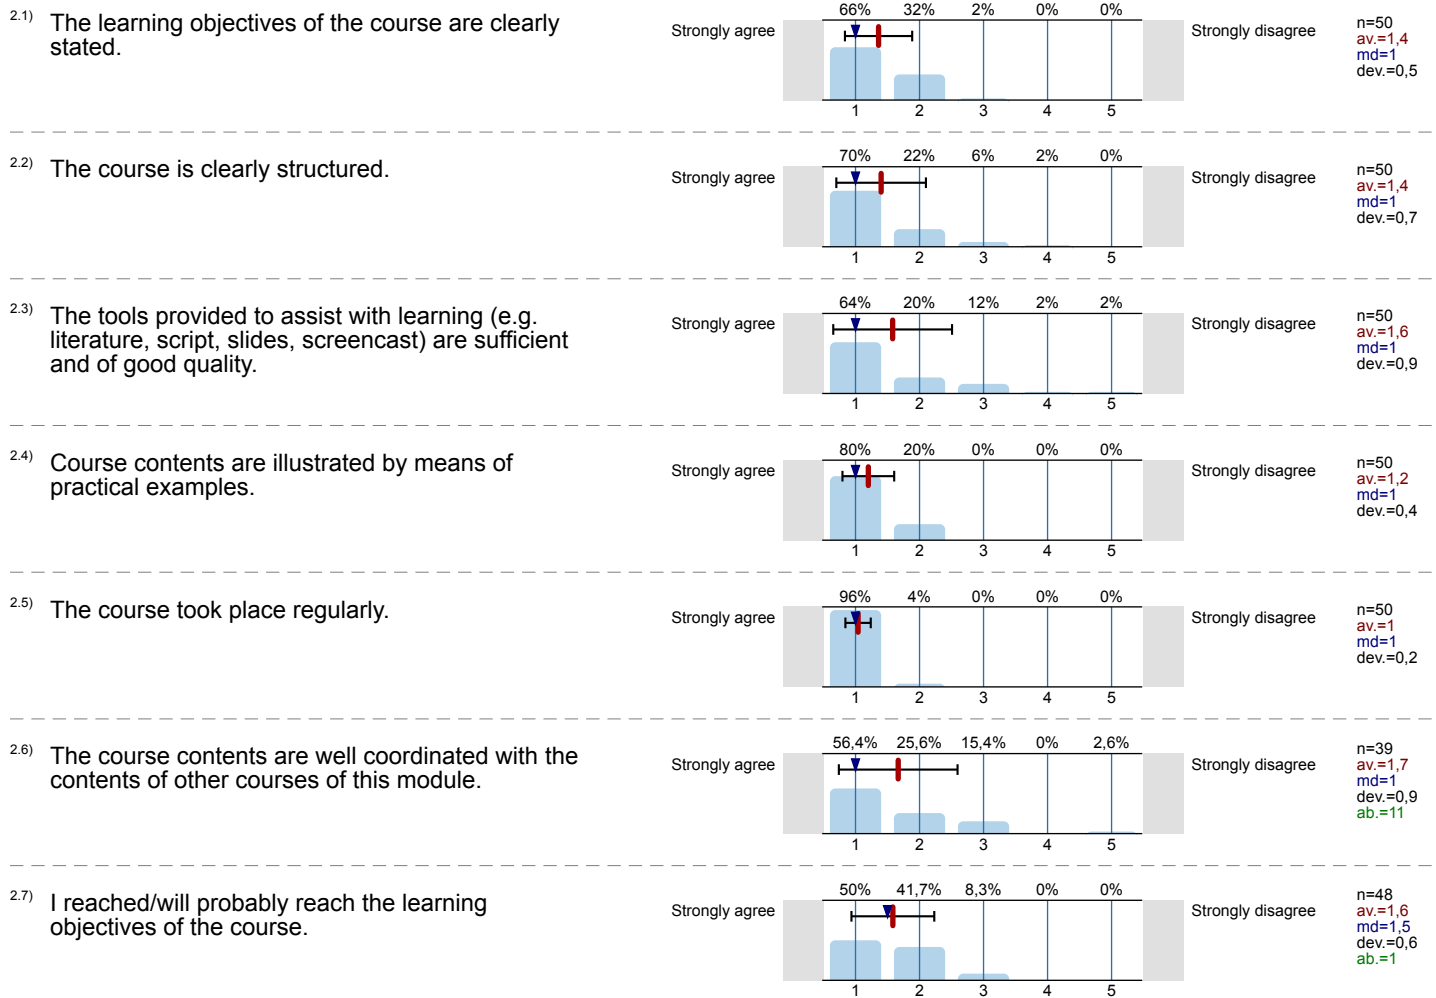 2.1) The learning objectives of the course are clearly
stated.
Strongly agree
66% 32% 2% 0% 0%
1 2 3 4 5
Strongly disagree
n=50
av.=1,4
md=1
dev.=0,5
2.2) The course is clearly structured.
Strongly agree
70% 22% 6% 2% 0%
1 2 3 4 5
Strongly disagree
n=50
av.=1,4
md=1
dev.=0,7
2.3) The tools provided to assist with learning (e.g.
literature, script, slides, screencast) are sufficient
and of good quality.
Strongly agree
64% 20% 12% 2% 2%
1 2 3 4 5
Strongly disagree
n=50
av.=1,6
md=1
dev.=0,9
2.4) Course contents are illustrated by means of
practical examples.
Strongly agree
80% 20% 0% 0% 0%
1 2 3 4 5
Strongly disagree
n=50
av.=1,2
md=1
dev.=0,4
2.5) The course took place regularly.
Strongly agree
96% 4% 0% 0% 0%
1 2 3 4 5
Strongly disagree
n=50
av.=1
md=1
dev.=0,2
2.6) The course contents are well coordinated with the
contents of other courses of this module.
Strongly agree
56,4% 25,6% 15,4% 0% 2,6%
1 2 3 4 5
Strongly disagree
n=39
av.=1,7
md=1
dev.=0,9
ab.=11
2.7) I reached/will probably reach the learning
objectives of the course.
Strongly agree
50% 41,7% 8,3% 0% 0%
1 2 3 4 5
Strongly disagree
n=48
av.=1,6
md=1,5
dev.=0,6
ab.=1